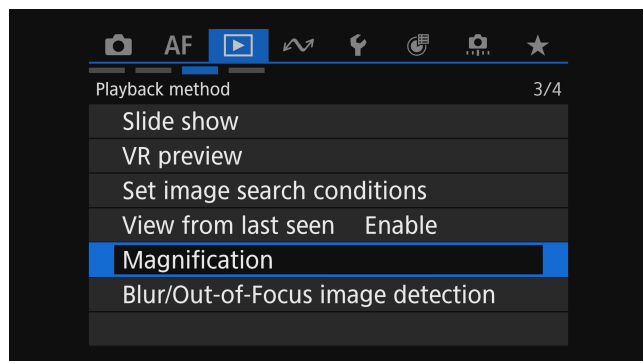 AF
Playback method 3/4
Slide show
VR preview
Set image search conditions
View from last seen Enable
Magnification
Blur/Out-of-Focus image detection